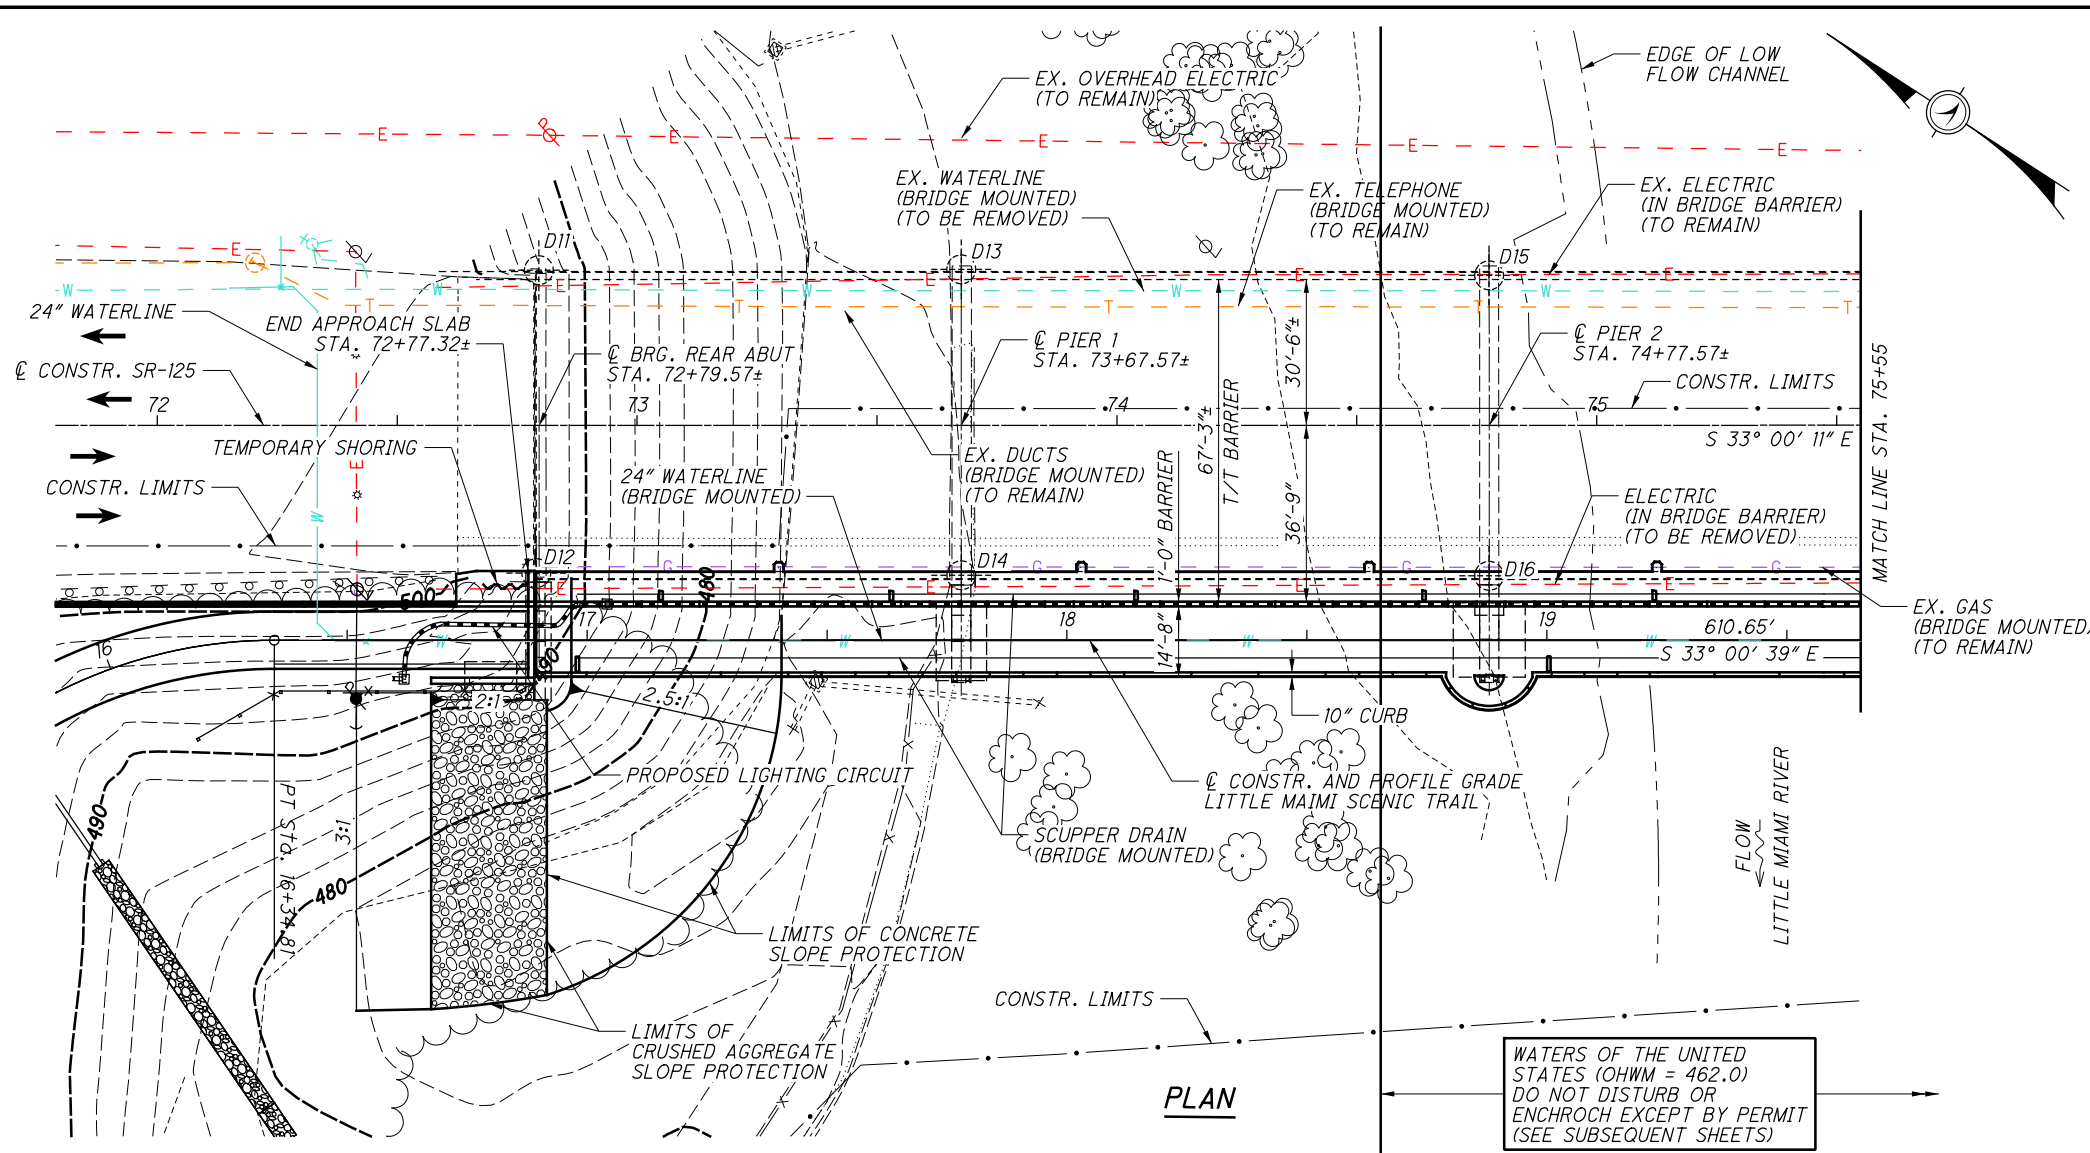 EDGE OF LOW
FLOW CHANNEL
EX. OVERHEAD ELECTRIC
(TO REMAIN)
E
P
E
E
E
E
EX. WATERLINE
(BRIDGE MOUNTED)
(TO BE REMOVED)
EX. TELEPHONE
(BRIDGE MOUNTED)
(TO REMAIN)
EX. ELECTRIC
(IN BRIDGE BARRIER)
(TO REMAIN)
D11
D13
D15
E
E
E
E
W
W
W
W
W
T
T
T
T
T
24" WATERLINE
END APPROACH SLAB
STA. 72+77.32±
℄ BRG. REAR ABUT
STA. 72+79.57±
℄ PIER 1
STA. 73+67.57±
℄ PIER 2
STA. 74+77.57±
℄ CONSTR. SR-125
CONSTR. LIMITS
30'-6"±
67'-3"±
T/T BARRIER
MATCH LINE STA. 75+55
72
73
74
75
S 33° 00' 11" E
TEMPORARY SHORING
CONSTR. LIMITS
24" WATERLINE
(BRIDGE MOUNTED)
EX. DUCTS
(BRIDGE MOUNTED)
(TO REMAIN)
1'-0" BARRIER
36'-9"
ELECTRIC
(IN BRIDGE BARRIER)
(TO BE REMOVED)
E
W
D12
D14
D16
G
G
G
G
E
E
E
E
500
480
EX. GAS
(BRIDGE MOUNTED)
(TO REMAIN)
16
17
18
19
610.65'
S 33° 00' 39" E
W
W
W
W
14'-8"
490
2:1
2.5:1
10" CURB
PROPOSED LIGHTING CIRCUIT
℄ CONSTR. AND PROFILE GRADE
LITTLE MAIMI SCENIC TRAIL
SCUPPER DRAIN
(BRIDGE MOUNTED)
PT Sta. 16+34.81
3:1
490
480
FLOW
LITTLE MIAMI RIVER
LIMITS OF CONCRETE
SLOPE PROTECTION
CONSTR. LIMITS
LIMITS OF
CRUSHED AGGREGATE
SLOPE PROTECTION
PLAN
WATERS OF THE UNITED
STATES (OHWM = 462.0)
DO NOT DISTURB OR
ENCHROCH EXCEPT BY PERMIT
(SEE SUBSEQUENT SHEETS)